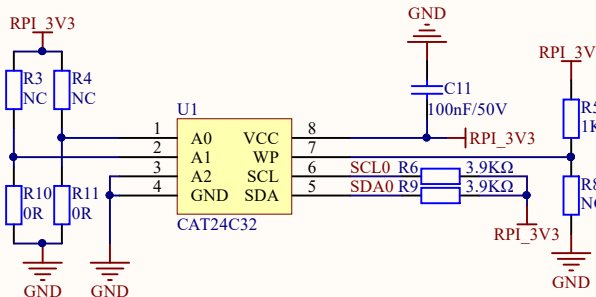 GND
RPI_3V3
RPI_3V
R3
NC
R4
NC
C11
100nF/50V
R5
1K
U1
1
A0
VCC
8
RPI_3V3
2
A1
WP
7
3
A2
SCL
6
SCL0
R6
3.9KΩ
4
GND
SDA
5
SDA0
R9
3.9KΩ
R10
0R
R11
0R
R8
CAT24C32
RPI_3V3
GND
GND
GND